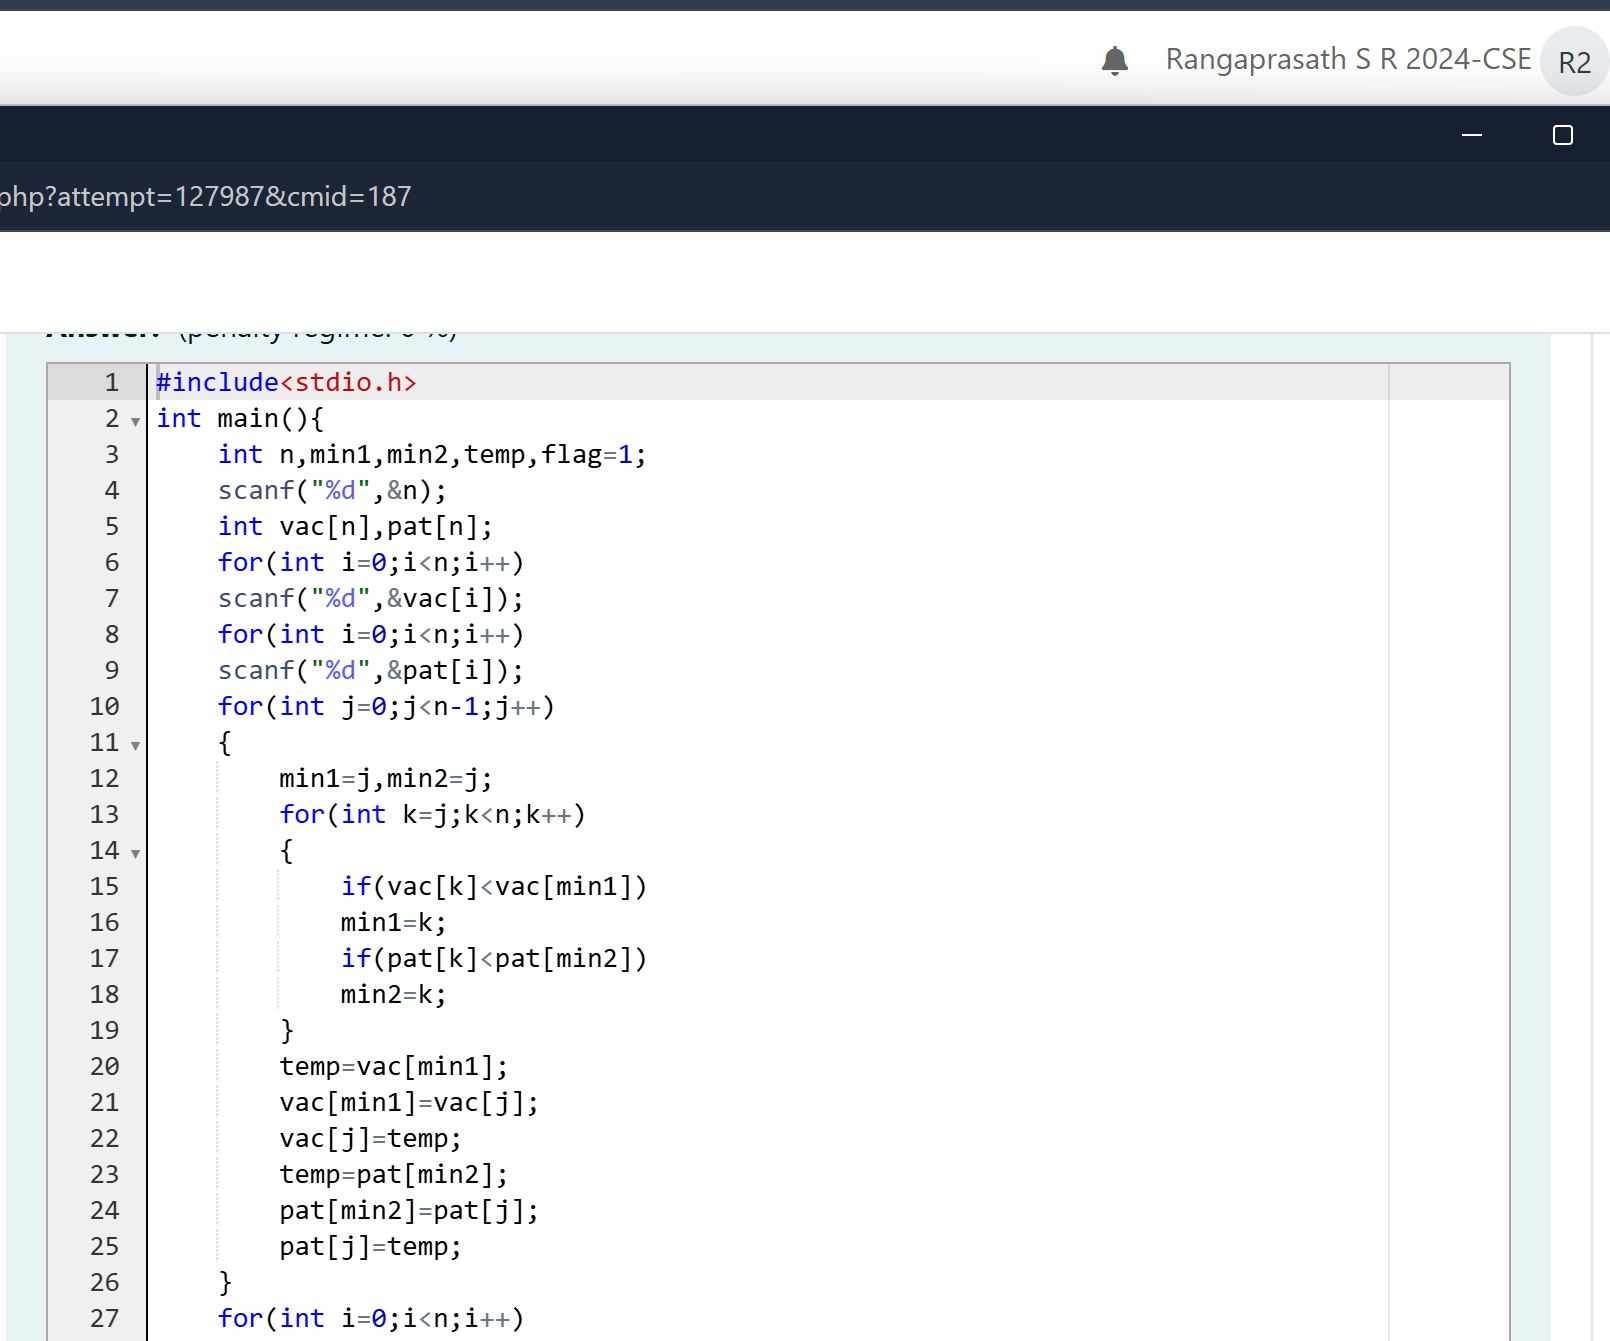 Rangaprasath S R 2024-CSE R2
php?attempt=127987&cmid=187
Answer: (penalty regime: 0 %)
1 #include<stdio.h>
2 int main(){
3 int n,min1,min2,temp,flag=1;
4 scanf("%d",&n);
5 int vac[n],pat[n];
6 for(int i=0;i<n;i++)
7 scanf("%d",&vac[i]);
8 for(int i=0;i<n;i++)
9 scanf("%d",&pat[i]);
10 for(int j=0;j<n-1;j++)
11 {
12 min1=j,min2=j;
13 for(int k=j;k<n;k++)
14 {
15 if(vac[k]<vac[min1])
16 min1=k;
17 if(pat[k]<pat[min2])
18 min2=k;
19 }
20 temp=vac[min1];
21 vac[min1]=vac[j];
22 vac[j]=temp;
23 temp=pat[min2];
24 pat[min2]=pat[j];
25 pat[j]=temp;
26 }
27 for(int i=0;i<n;i++)